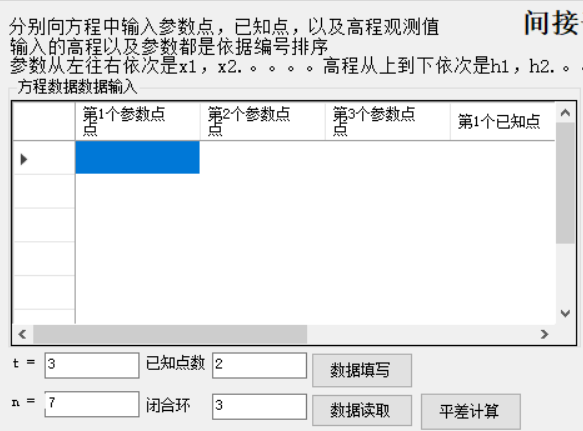 分别向方程中输入参数点，已知点，以及高程观测值
间接
输入的高程以及参数都是依据编号排序
参数从左往右依次是x1，x2.。。。。高程从上到下依次是h1，h2.。。
方程数据数据输入
第1个参数点
点
第2个参数点
点
第3个参数点
点
第1个已知点
t = 3 已知点数 2 数据填写
n = 7 闭合环 3 数据读取 平差计算